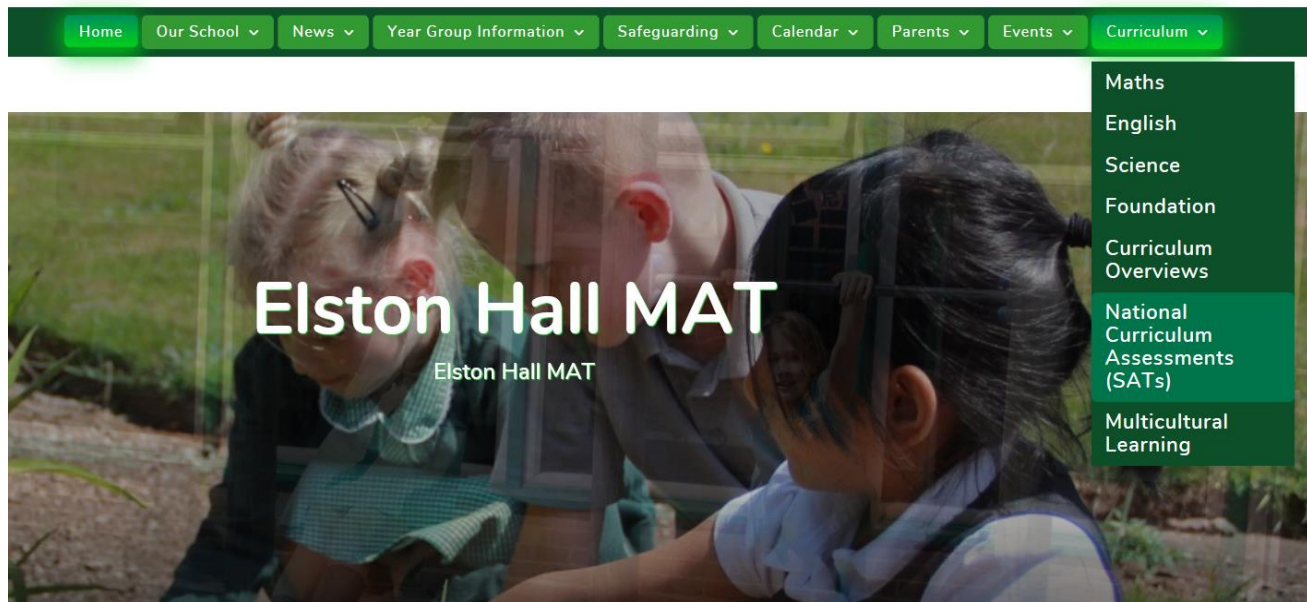 Home
Our School
News
Year Group Information
Safeguarding
Calendar
Parents
Events
Curriculum
Maths
English
Science
Foundation
Curriculum
Overviews
National
Curriculum
Assessments
(SATs)
Multicultural
Learning
Elston Hall MAT
Elston Hall MAT